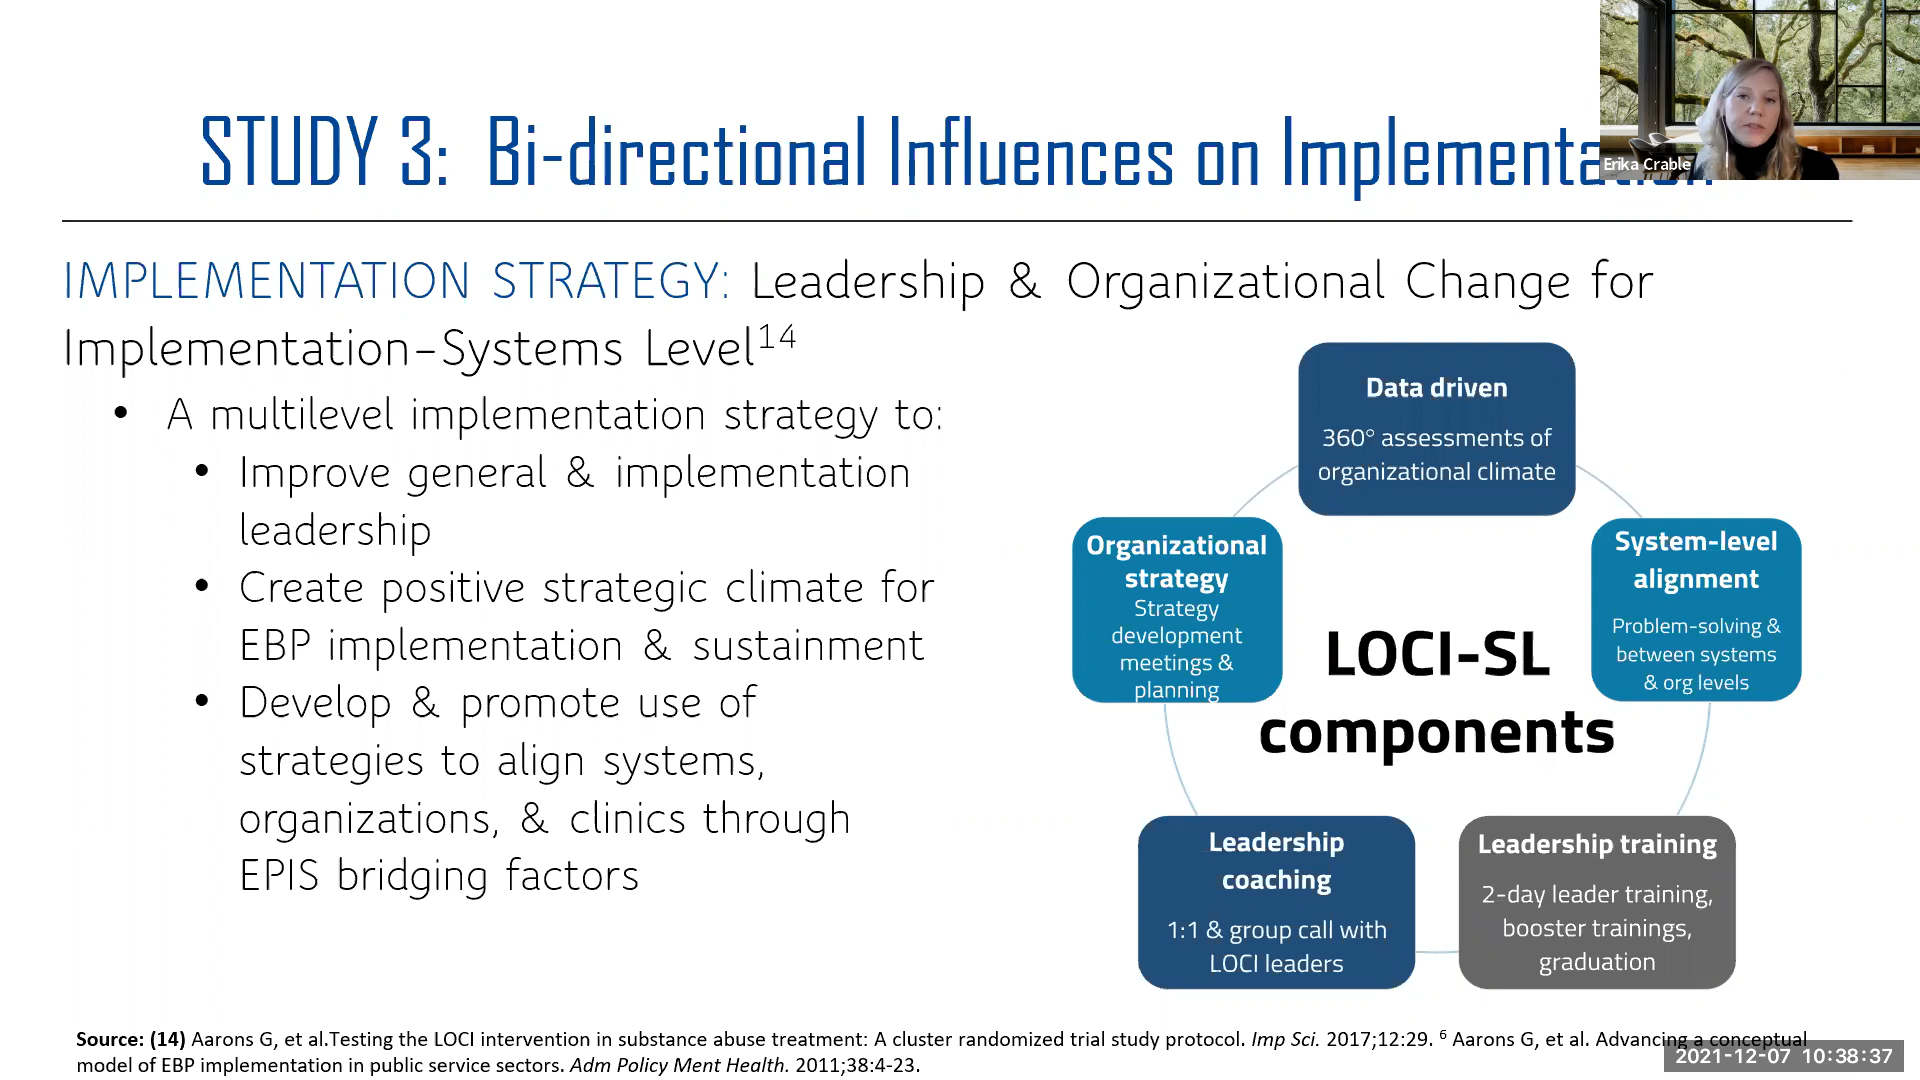 STUDY 3: Bi-directional Influences on Implementation
Erika Crable
IMPLEMENTATION STRATEGY: Leadership & Organizational Change for
Implementation–Systems Level14
• A multilevel implementation strategy to:
• Improve general & implementation
leadership
• Create positive strategic climate for
EBP implementation & sustainment
• Develop & promote use of
strategies to align systems,
organizations, & clinics through
EPIS bridging factors
Data driven
360° assessments of
organizational climate
System-level
alignment
Problem-solving &
between systems
& org levels
Leadership training
2-day leader training,
booster trainings,
graduation
Leadership
coaching
1:1 & group call with
LOCI leaders
Organizational
strategy
Strategy
development
meetings &
planning
LOCI-SL
components
Source: (14) Aarons G, et al.Testing the LOCI intervention in substance abuse treatment: A cluster randomized trial study protocol. Imp Sci. 2017;12:29. 6 Aarons G, et al. Advancing a conceptual
model of EBP implementation in public service sectors. Adm Policy Ment Health. 2011;38:4-23.
2021-12-07 10:38:37